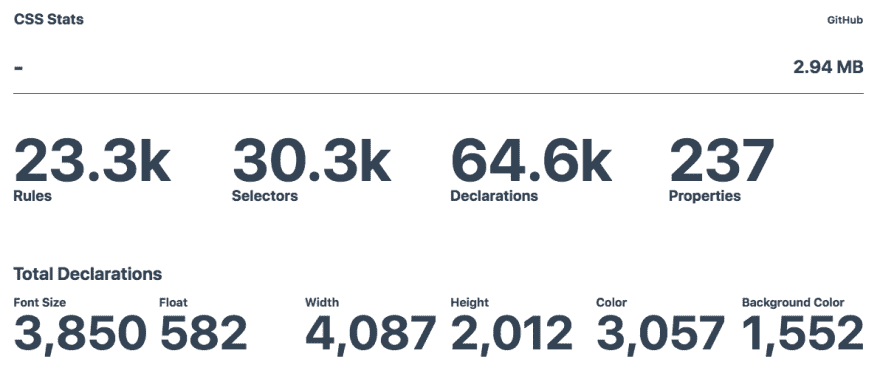 CSS Stats GitHub
- 2.94 MB
23.3k 30.3k 64.6k 237
Rules Selectors Declarations Properties
Total Declarations
Font Size Float Width Height Color Background Color
3,850 582 4,087 2,012 3,057 1,552